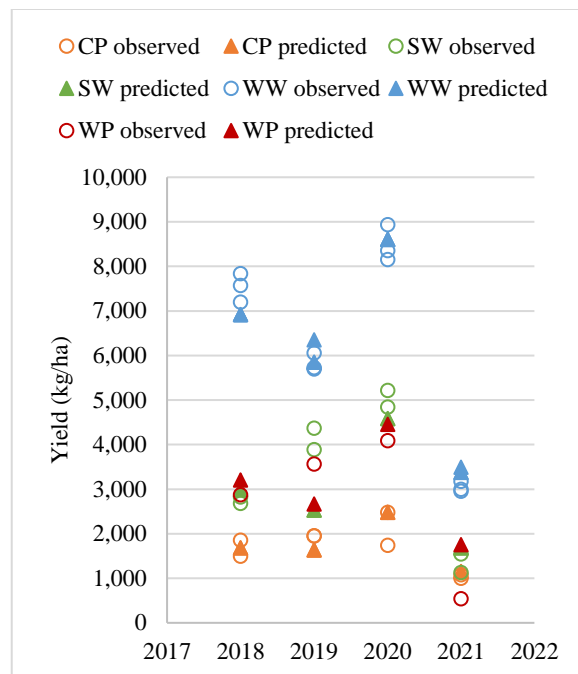 CP observed CP predicted SW observed
SW predicted WW observed WW predicted
WP observed WP predicted
10,000
9,000
8,000
7,000
6,000
5,000
4,000
3,000
2,000
1,000
0
Yield (kg/ha)
2017 2018 2019 2020 2021 2022